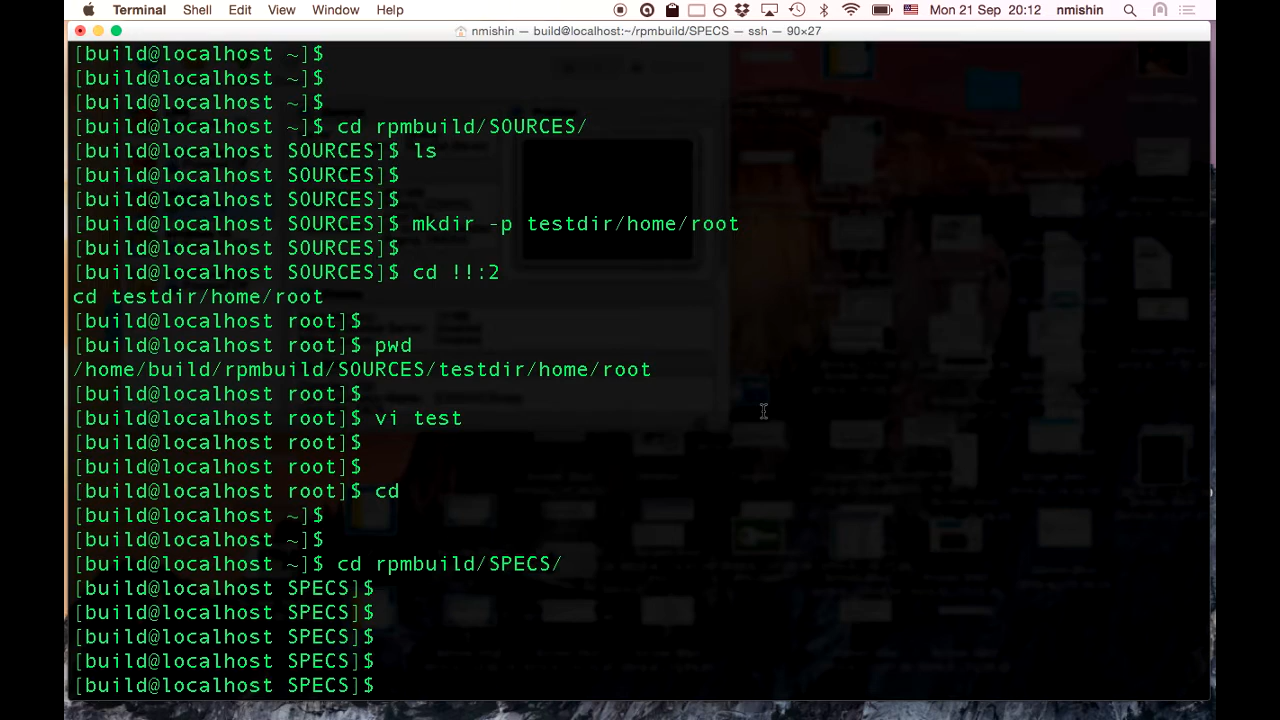 Terminal Shell Edit View Window Help Mon 21 Sep 20:12 nmishin
nmishin — build@localhost:~/rpmbuild/SPECS — ssh — 90×27
[build@localhost ~]$
[build@localhost ~]$
[build@localhost ~]$
[build@localhost ~]$ cd rpmbuild/SOURCES/
[build@localhost SOURCES]$ ls
[build@localhost SOURCES]$
[build@localhost SOURCES]$
[build@localhost SOURCES]$ mkdir -p testdir/home/root
[build@localhost SOURCES]$
[build@localhost SOURCES]$ cd !!:2
cd testdir/home/root
[build@localhost root]$
[build@localhost root]$ pwd
/home/build/rpmbuild/SOURCES/testdir/home/root
[build@localhost root]$
[build@localhost root]$ vi test
[build@localhost root]$
[build@localhost root]$
[build@localhost root]$ cd
[build@localhost ~]$
[build@localhost ~]$
[build@localhost ~]$ cd rpmbuild/SPECS/
[build@localhost SPECS]$
[build@localhost SPECS]$
[build@localhost SPECS]$
[build@localhost SPECS]$
[build@localhost SPECS]$